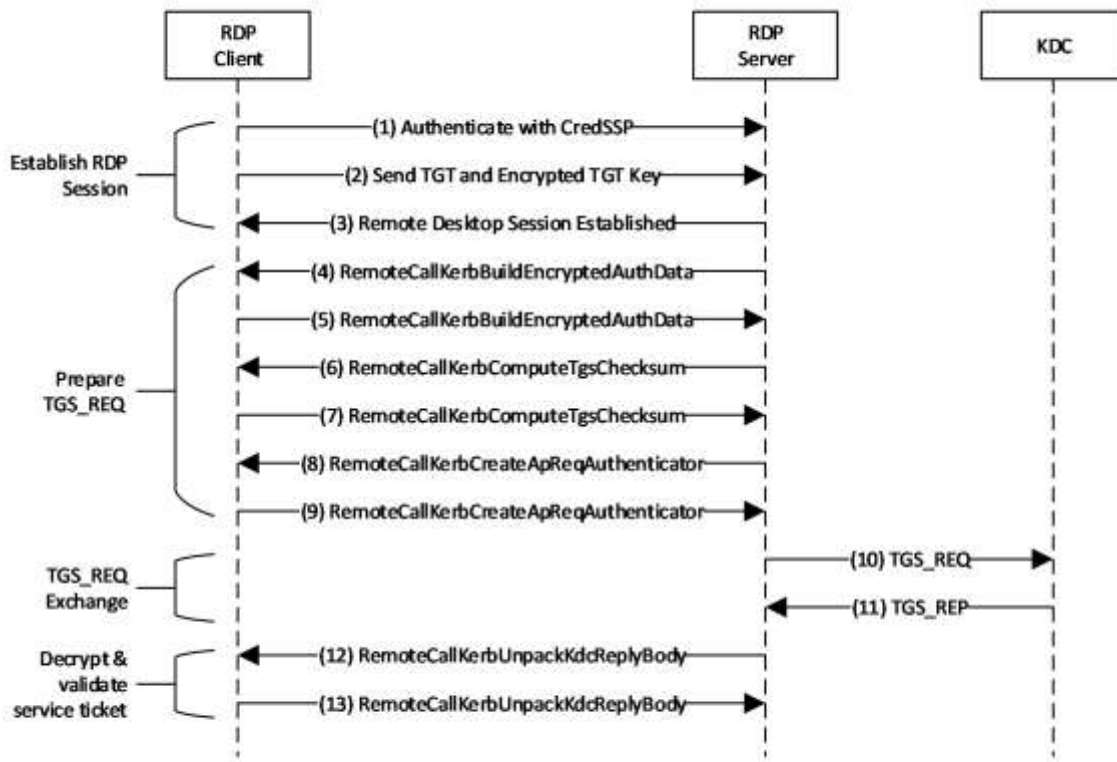 RDP
Client
RDP
Server
KDC
Establish RDP
Session
(1) Authenticate with CredSSP
(2) Send TGT and Encrypted TGT Key
(3) Remote Desktop Session Established
Prepare
TGS_REQ
(4) RemoteCallKerbBuildEncryptedAuthData
(5) RemoteCallKerbBuildEncryptedAuthData
(6) RemoteCallKerbComputeTgsChecksum
(7) RemoteCallKerbComputeTgsChecksum
(8) RemoteCallKerbCreateApReqAuthenticator
(9) RemoteCallKerbCreateApReqAuthenticator
TGS_REQ
Exchange
(10) TGS_REQ
(11) TGS_REP
Decrypt &
validate
service ticket
(12) RemoteCallKerbUnpackKdcReplyBody
(13) RemoteCallKerbUnpackKdcReplyBody